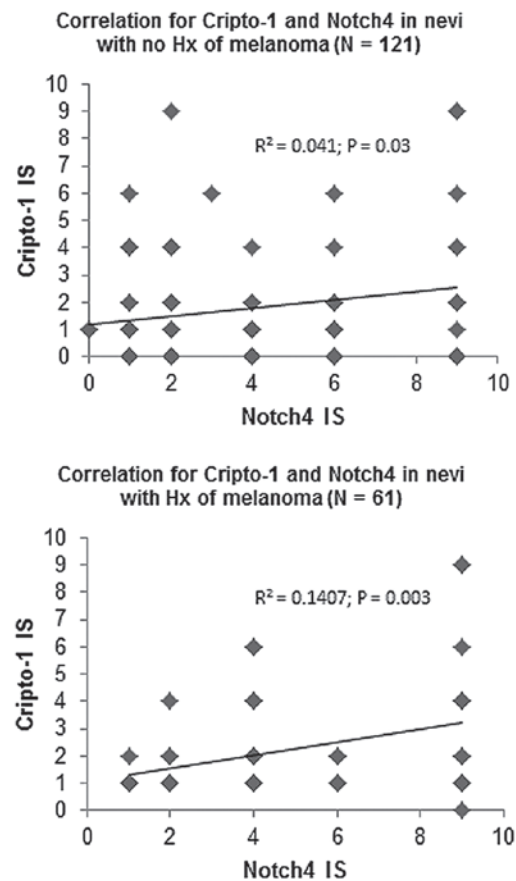 Correlation for Cripto-1 and Notch4 in nevi
with no Hx of melanoma (N = 121)
10
9
8
7
6
5
4
3
2
1
0
Cripto-1 IS
R² = 0.041; P = 0.03
0 2 4 6 8 10
Notch4 IS
Correlation for Cripto-1 and Notch4 in nevi
with Hx of melanoma (N = 61)
10
9
8
7
6
5
4
3
2
1
0
Cripto-1 IS
R² = 0.1407; P = 0.003
0 2 4 6 8 10
Notch4 IS